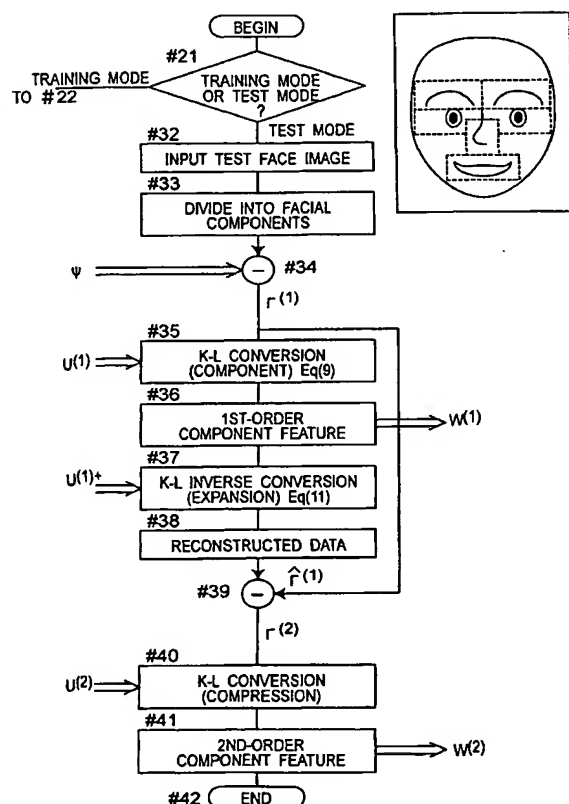 BEGIN
#21
TRAINING MODE
TO #22
TRAINING MODE
OR TEST MODE
?
TEST MODE
#32
INPUT TEST FACE IMAGE
#33
DIVIDE INTO FACIAL
COMPONENTS
Ψ
−
#34
Γ(1)
#35
U(1)
K-L CONVERSION
(COMPONENT) Eq(9)
#36
1ST-ORDER
COMPONENT FEATURE
W(1)
#37
U(1)+
K-L INVERSE CONVERSION
(EXPANSION) Eq(11)
#38
RECONSTRUCTED DATA
Γ̂(1)
#39
−
Γ(2)
#40
U(2)
K-L CONVERSION
(COMPRESSION)
#41
2ND-ORDER
COMPONENT FEATURE
W(2)
#42
END